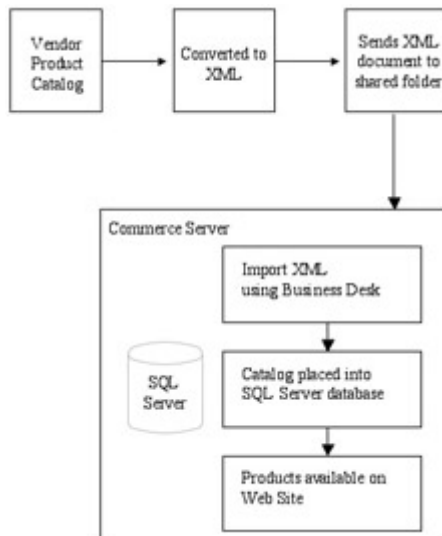 Vendor
Product
Catalog
Converted to
XML
Sends XML
document to
shared folder
Commerce Server
Import XML
using Business Desk
SQL
Server
Catalog placed into
SQL Server database
Products available on
Web Site